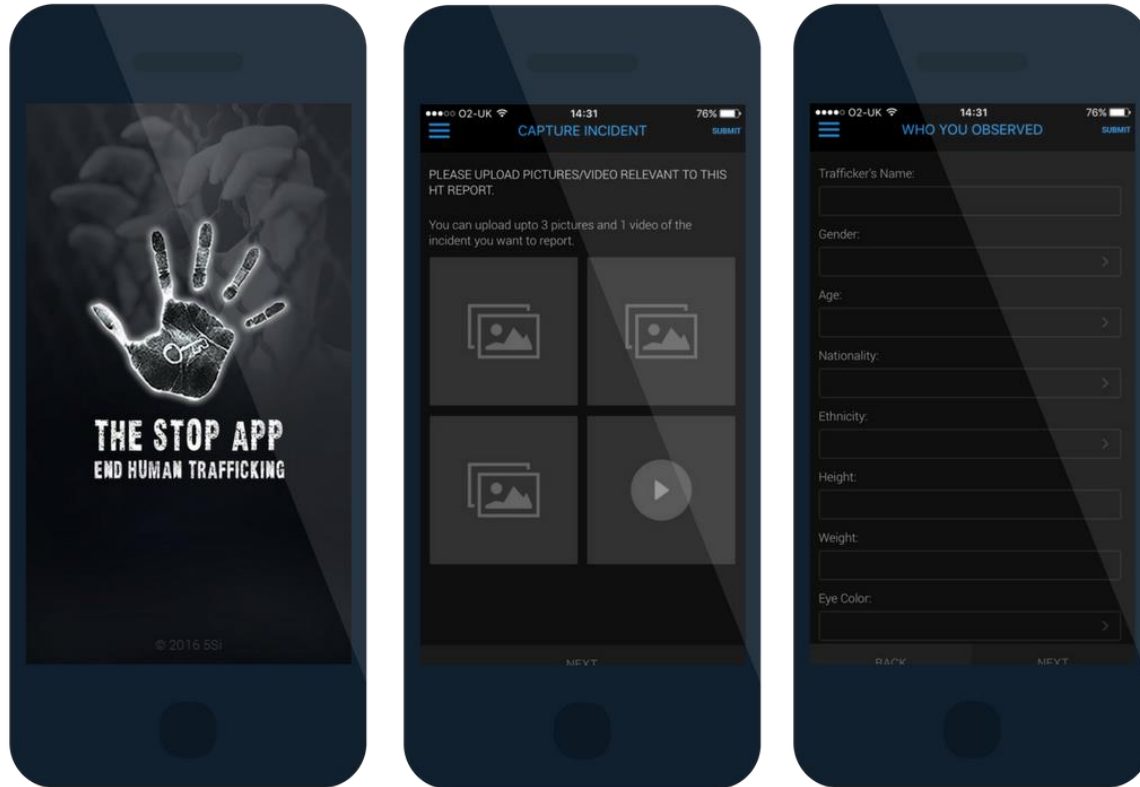 THE STOP APP
END HUMAN TRAFFICKING
© 2016 5Si
O2-UK 14:31 76%
CAPTURE INCIDENT SUBMIT
PLEASE UPLOAD PICTURES/VIDEO RELEVANT TO THIS
HT REPORT.
You can upload upto 3 pictures and 1 video of the
incident you want to report.
NEXT
O2-UK 14:31 76%
WHO YOU OBSERVED SUBMIT
Trafficker's Name:
Gender:
Age:
Nationality:
Ethnicity:
Height:
Weight:
Eye Color:
BACK NEXT